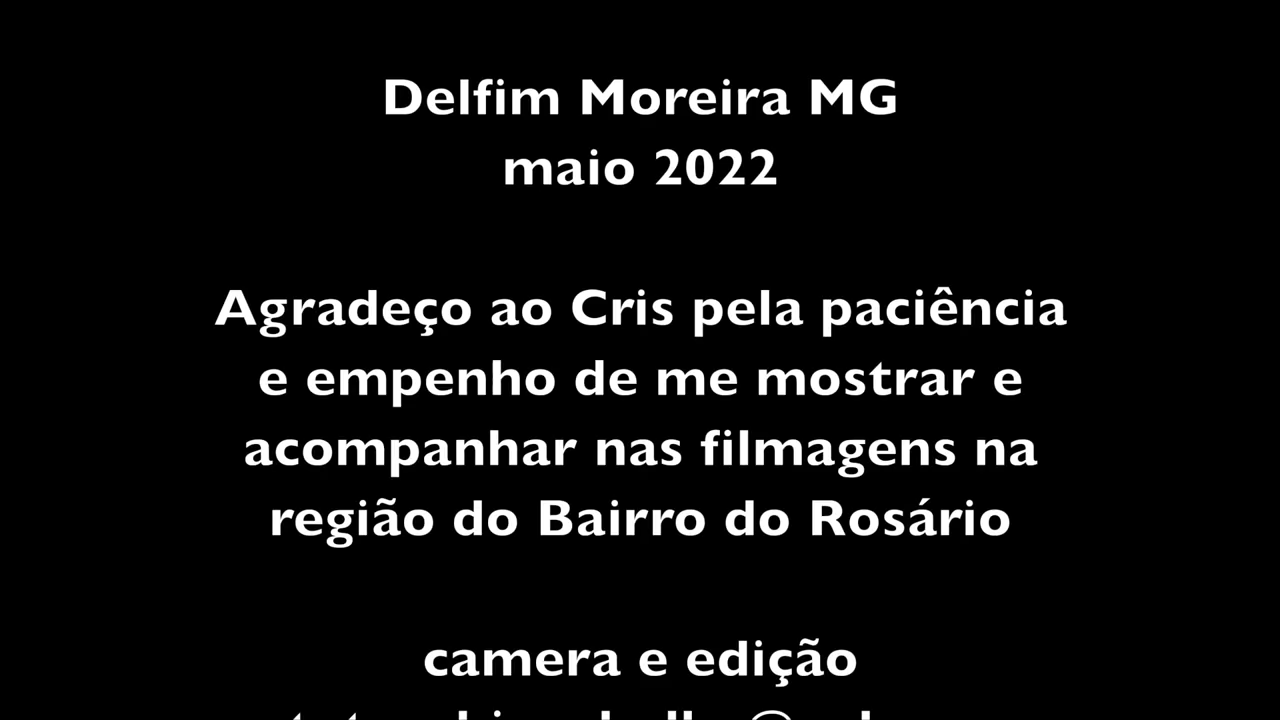 Delfim Moreira MG
maio 2022
Agradeço ao Cris pela paciência
e empenho de me mostrar e
acompanhar nas filmagens na
região do Bairro do Rosário
camera e edição